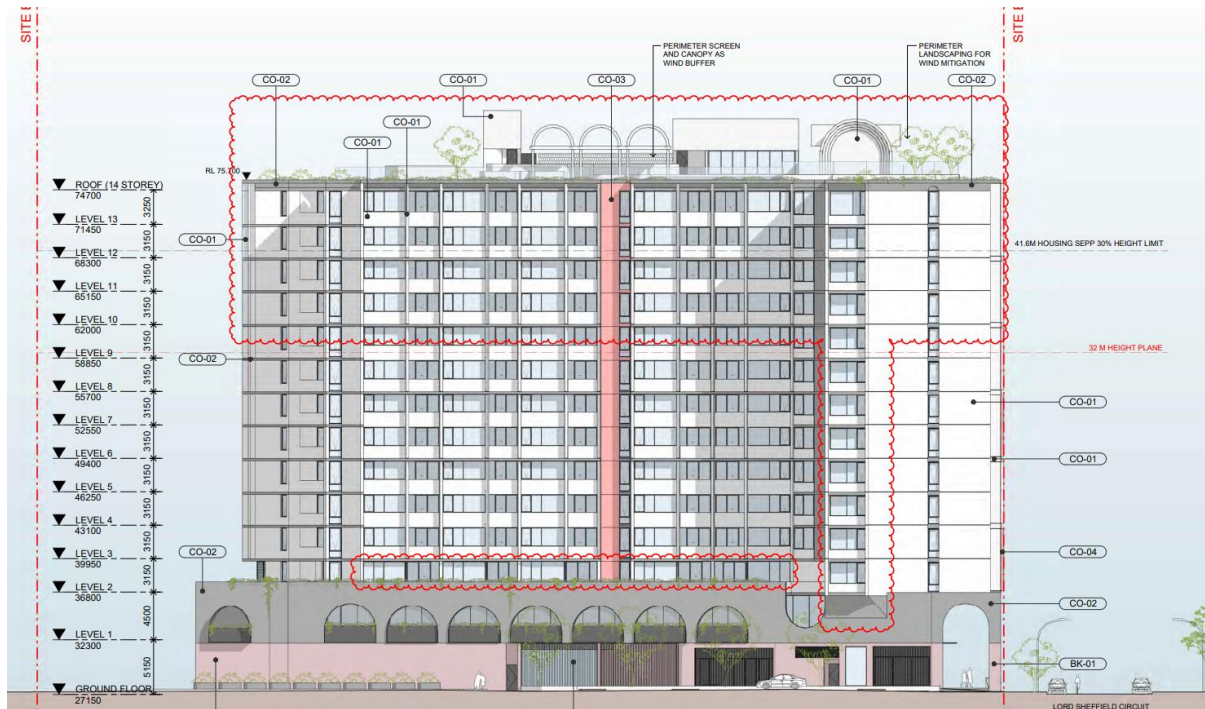 SITE B
SITE B
PERIMETER SCREEN
AND CANOPY AS
WIND BUFFER
PERIMETER
LANDSCAPING FOR
WIND MITIGATION
CO-02
CO-01
CO-03
CO-01
CO-02
CO-01
CO-01
RL 75.700
ROOF (14 STOREY)
74700
3250
LEVEL 13
71450
CO-01
3150
41.6M HOUSING SEPP 30% HEIGHT LIMIT
LEVEL 12
68300
3150
LEVEL 11
65150
3150
LEVEL 10
62000
3150
32 M HEIGHT PLANE
LEVEL 9
58850
CO-02
3150
LEVEL 8
55700
CO-01
3150
LEVEL 7
52550
3150
LEVEL 6
49400
CO-01
3150
LEVEL 5
46250
3150
LEVEL 4
43100
3150
LEVEL 3
39950
CO-02
CO-04
3150
LEVEL 2
36800
CO-02
4500
LEVEL 1
32300
BK-01
5150
GROUND FLOOR
27150
LORD SHEFFIELD CIRCUIT